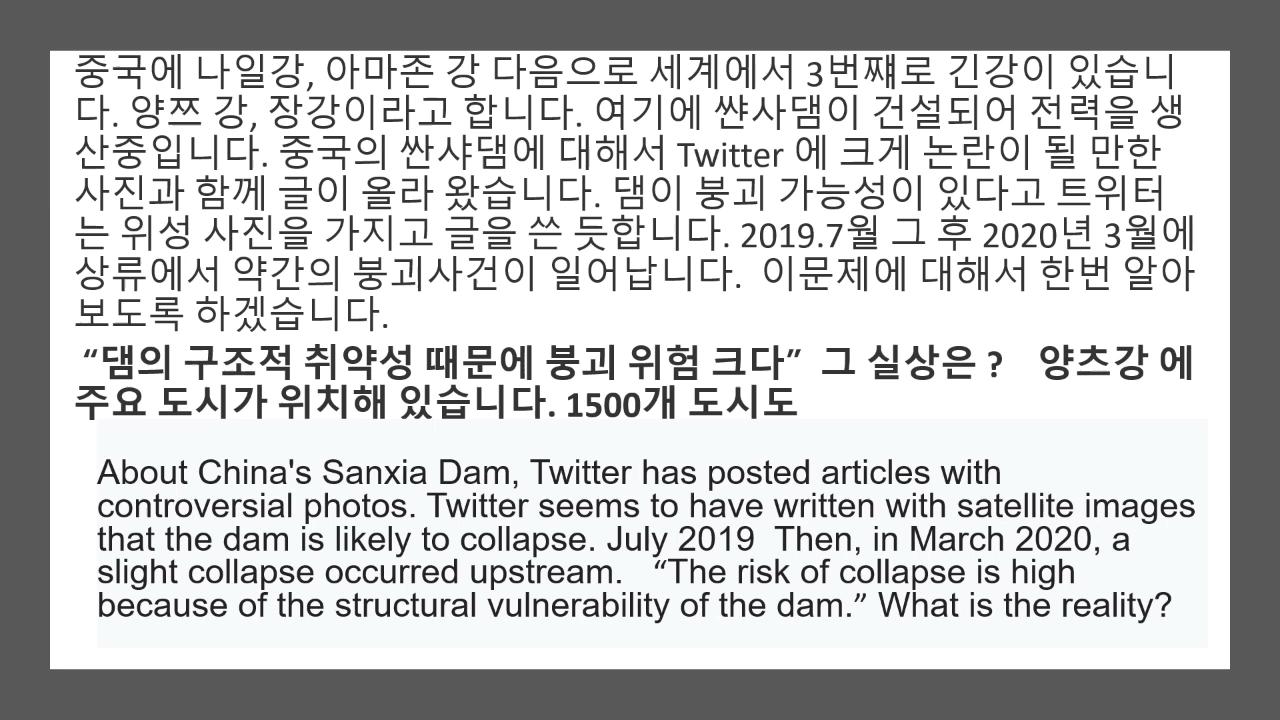 중국에 나일강, 아마존 강 다음으로 세계에서 3번쨰로 긴강이 있습니
다. 양쯔 강, 장강이라고 합니다. 여기에 쌴사댐이 건설되어 전력을 생
산중입니다. 중국의 싼샤댐에 대해서 Twitter 에 크게 논란이 될 만한
사진과 함께 글이 올라 왔습니다. 댐이 붕괴 가능성이 있다고 트위터
는 위성 사진을 가지고 글을 쓴 듯합니다. 2019.7월 그 후 2020년 3월에
상류에서 약간의 붕괴사건이 일어납니다. 이문제에 대해서 한번 알아
보도록 하겠습니다.
“댐의 구조적 취약성 때문에 붕괴 위험 크다” 그 실상은 ? 양츠강 에
주요 도시가 위치해 있습니다. 1500개 도시도
About China's Sanxia Dam, Twitter has posted articles with
controversial photos. Twitter seems to have written with satellite images
that the dam is likely to collapse. July 2019 Then, in March 2020, a
slight collapse occurred upstream. “The risk of collapse is high
because of the structural vulnerability of the dam.” What is the reality?